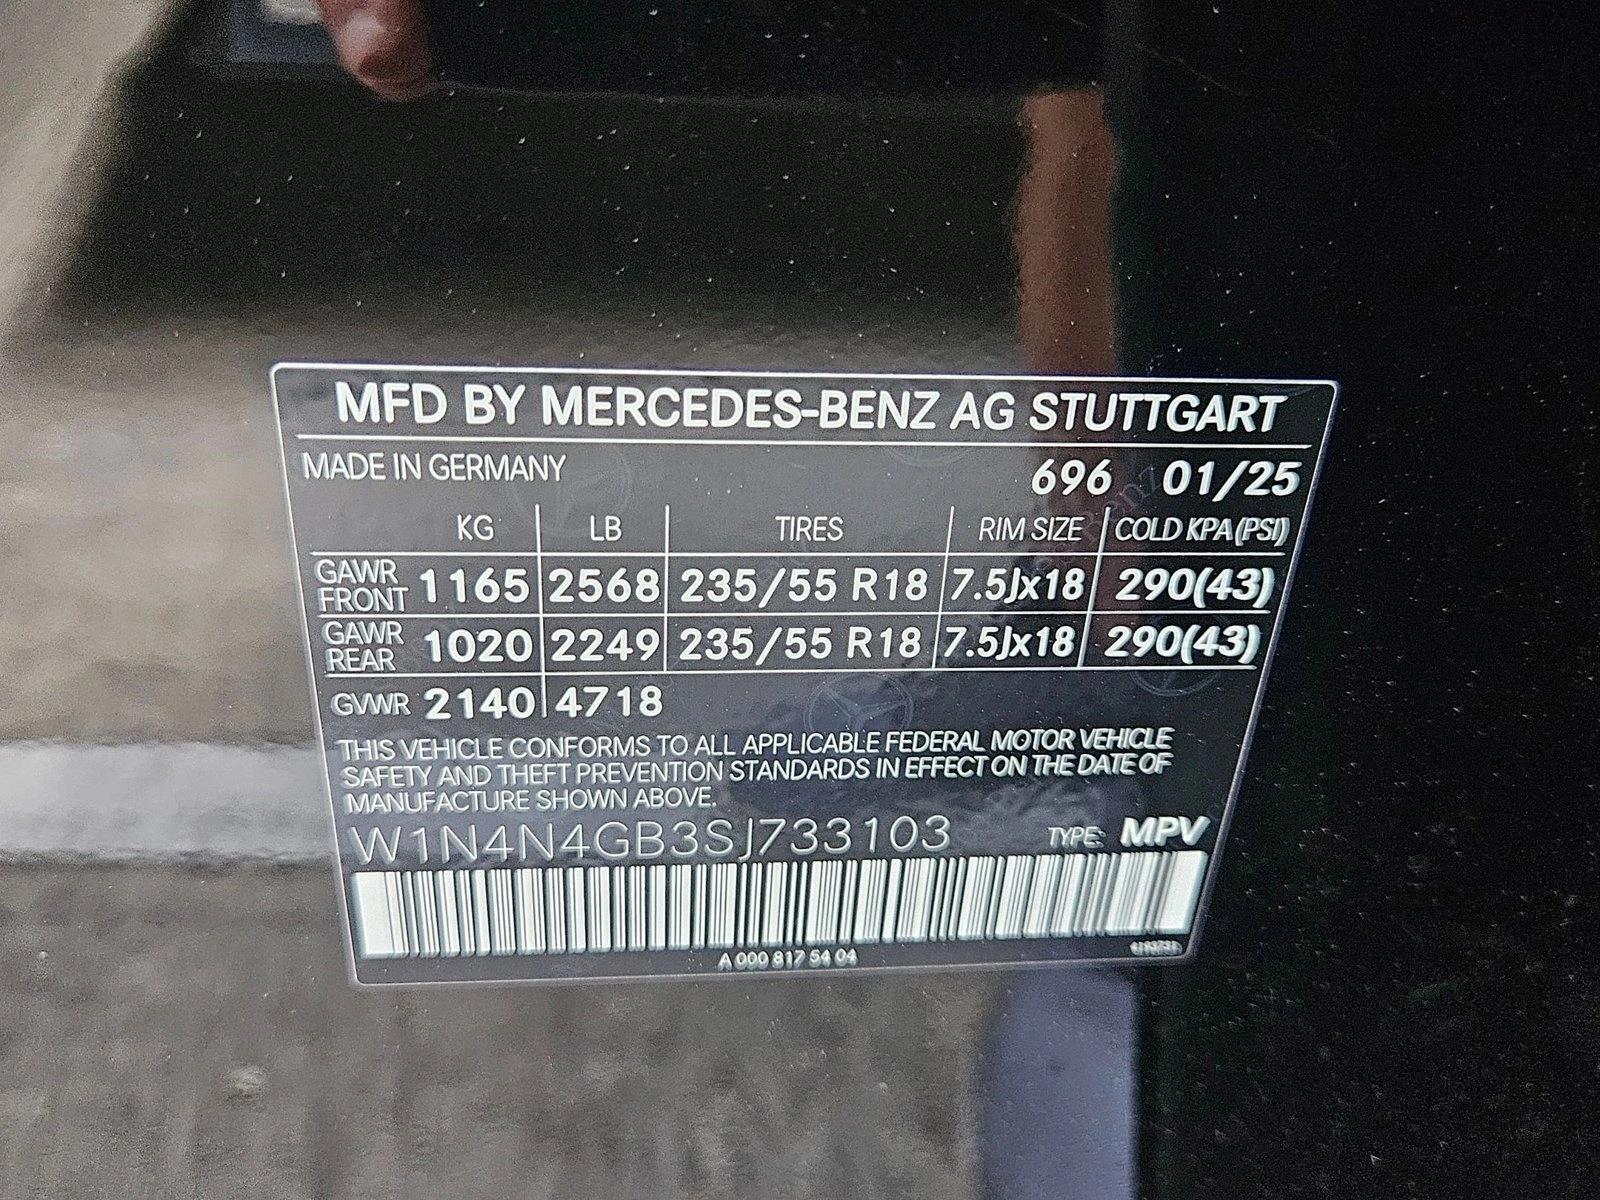 MFD BY MERCEDES-BENZ AG STUTTGART
MADE IN GERMANY 696 01/25
KG LB TIRES RIM SIZE COLD KPA (PSI)
GAWR FRONT 1165 2568 235/55 R18 7.5Jx18 290(43)
GAWR REAR 1020 2249 235/55 R18 7.5Jx18 290(43)
GVWR 2140 4718
THIS VEHICLE CONFORMS TO ALL APPLICABLE FEDERAL MOTOR VEHICLE
SAFETY AND THEFT PREVENTION STANDARDS IN EFFECT ON THE DATE OF
MANUFACTURE SHOWN ABOVE.
W1N4N4GB3SJ733103 TYPE: MPV
A 000 817 54 04